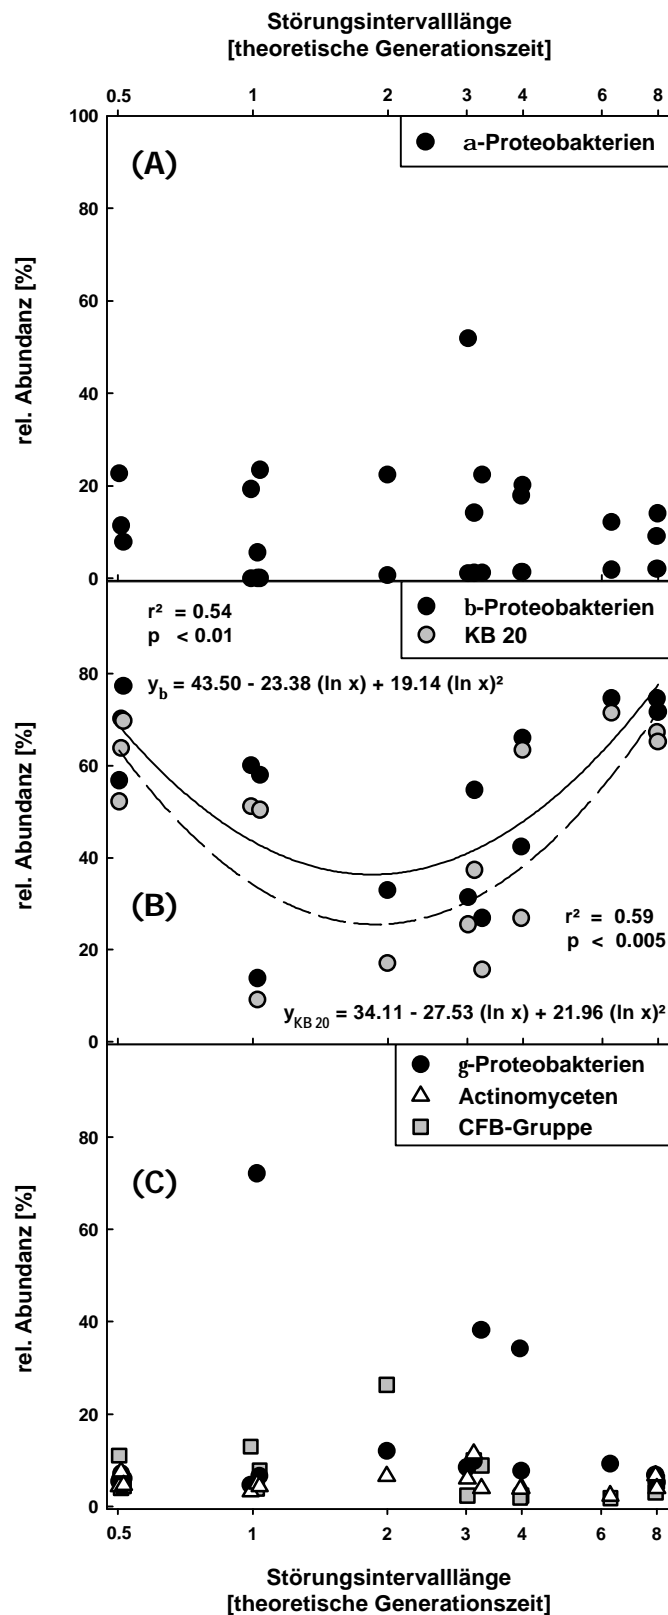 Störungsintervalllänge
[theoretische Generationszeit]
0.5 1 2 3 4 6 8
100
80
60
40
20
0
rel. Abundanz [%]
(A)
a-Proteobakterien
r² = 0.54
p < 0.01
b-Proteobakterien
KB 20
y_b = 43.50 - 23.38 (ln x) + 19.14 (ln x)²
80
60
40
20
0
rel. Abundanz [%]
(B)
r² = 0.59
p < 0.005
y_KB 20 = 34.11 - 27.53 (ln x) + 21.96 (ln x)²
g-Proteobakterien
Actinomyceten
CFB-Gruppe
(C)
80
60
40
20
0
rel. Abundanz [%]
0.5 1 2 3 4 6 8
Störungsintervalllänge
[theoretische Generationszeit]